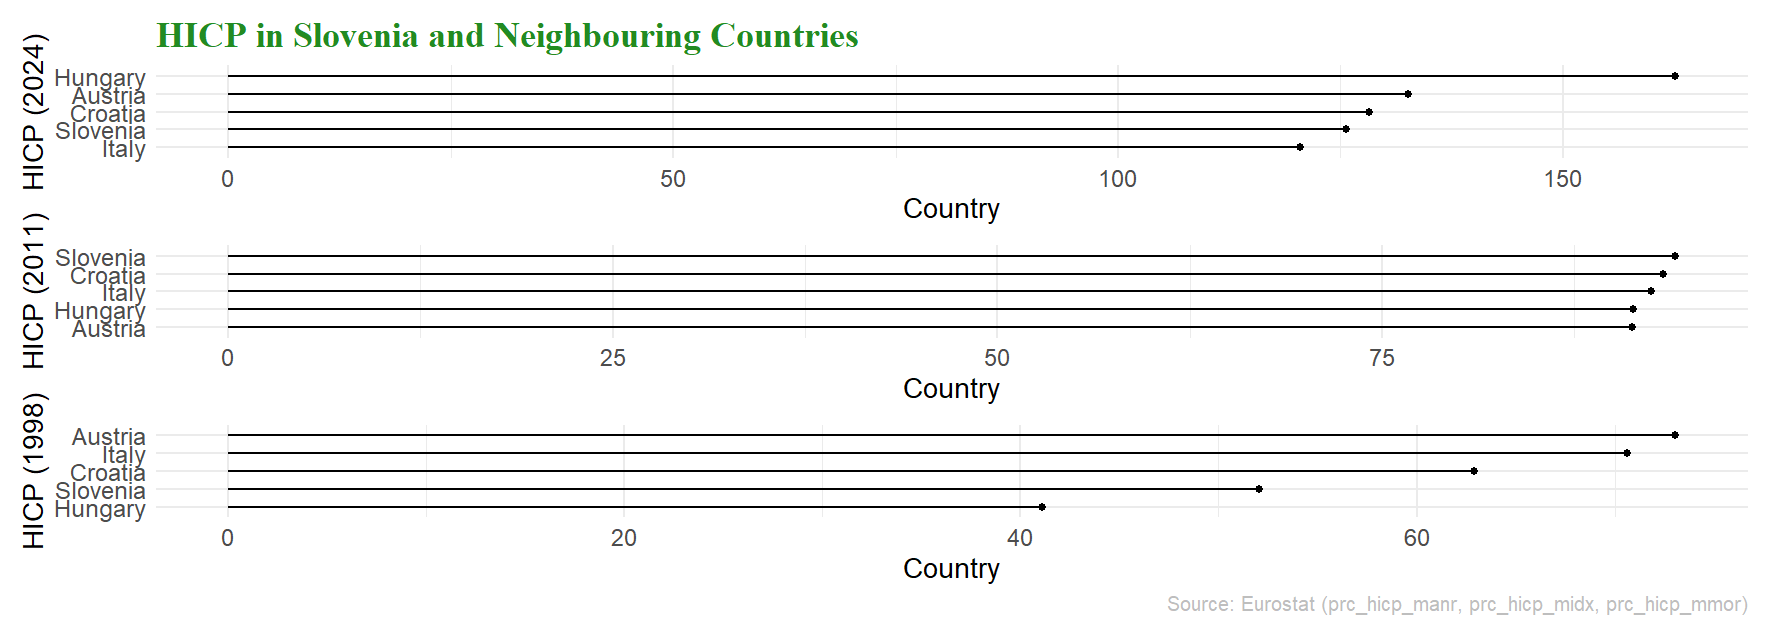 HICP in Slovenia and Neighbouring Countries
HICP (2024)
Hungary
Austria
Croatia
Slovenia
Italy
0 50 100 150
Country
HICP (2011)
Slovenia
Croatia
Italy
Hungary
Austria
0 25 50 75
Country
HICP (1998)
Austria
Italy
Croatia
Slovenia
Hungary
0 20 40 60
Country
Source: Eurostat (prc_hicp_manr, prc_hicp_midx, prc_hicp_mmor)